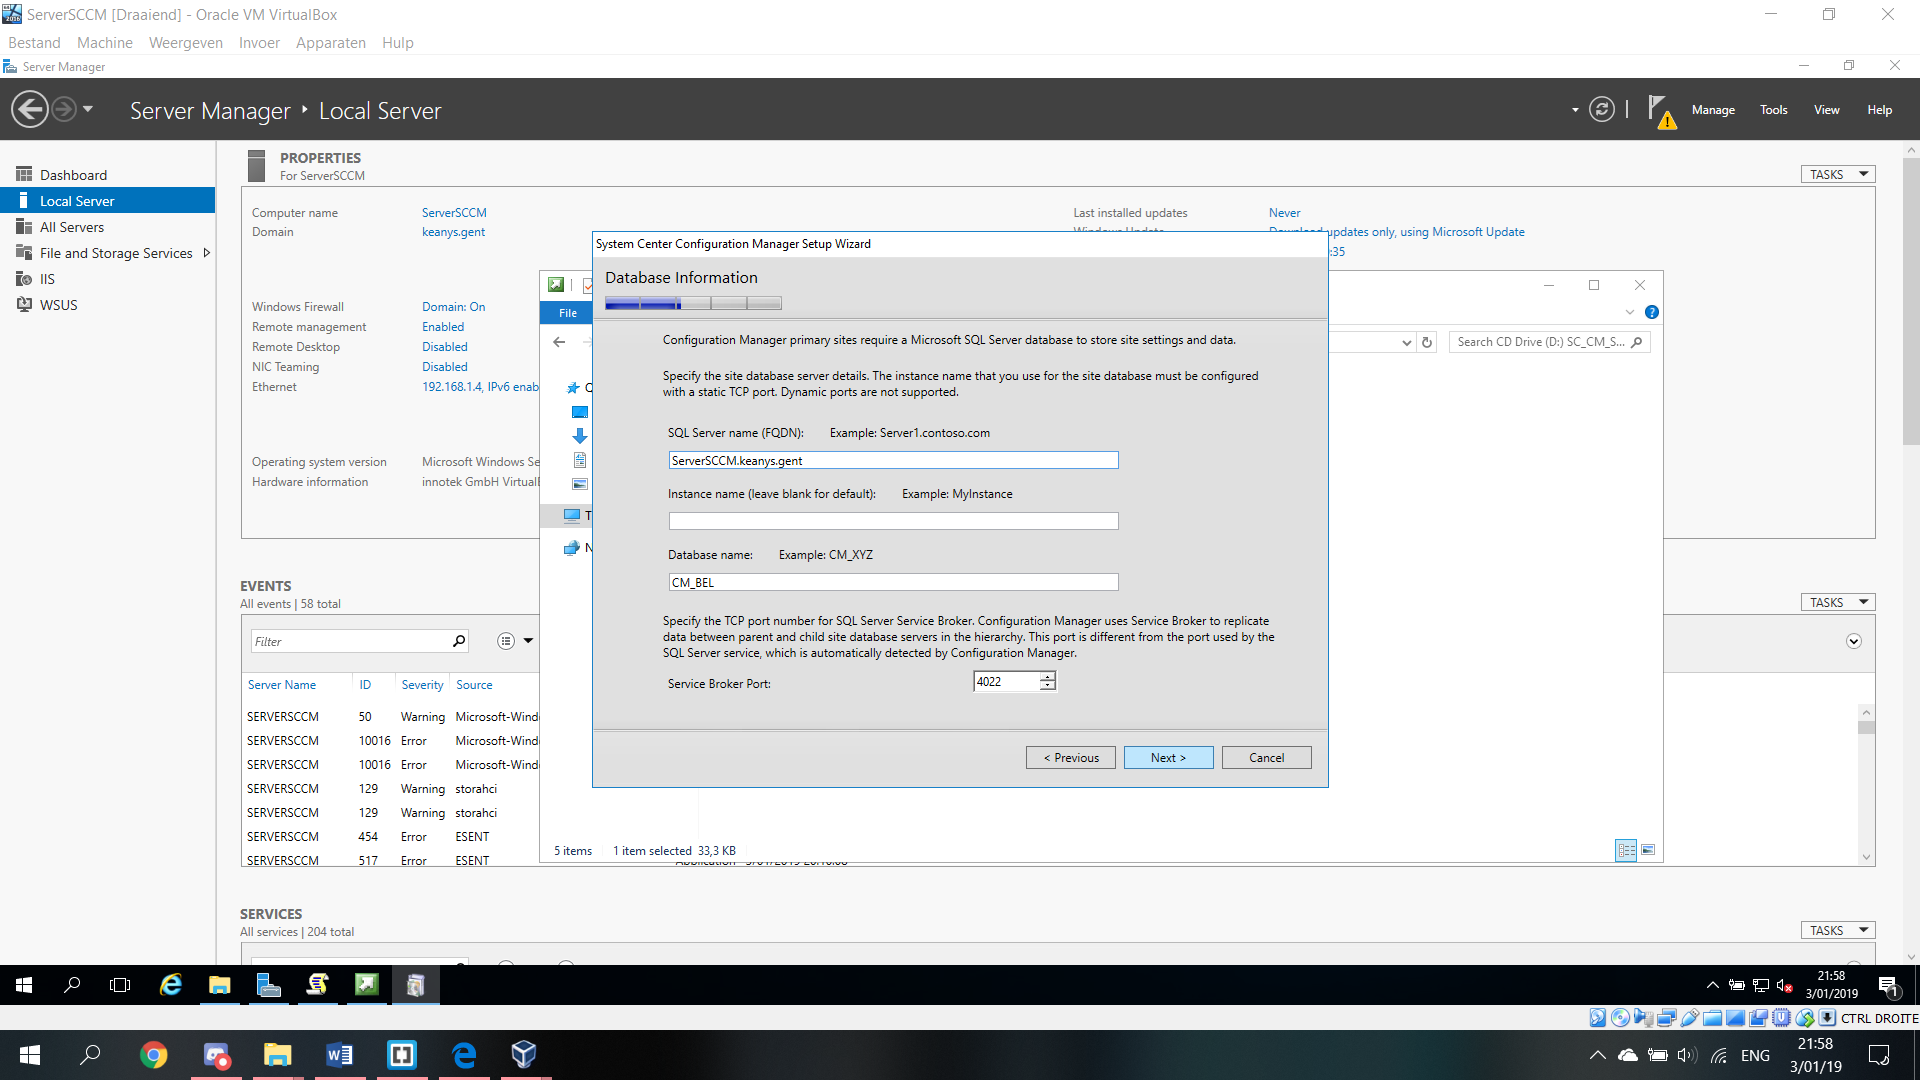 ServerSCCM [Draaiend] - Oracle VM VirtualBox
Bestand Machine Weergeven Invoer Apparaten Hulp
Server Manager
Server Manager ‣ Local Server
Manage Tools View Help
Dashboard
Local Server
All Servers
File and Storage Services
IIS
WSUS
PROPERTIES
For ServerSCCM
TASKS
Computer name ServerSCCM
Domain keanys.gent
Last installed updates Never
Download updates only, using Microsoft Update
:35
Windows Firewall Domain: On
Remote management Enabled
Remote Desktop Disabled
NIC Teaming Disabled
Ethernet 192.168.1.4, IPv6 enab
Operating system version Microsoft Windows Se
Hardware information innotek GmbH Virtual
File
Search CD Drive (D:) SC_CM_S...
System Center Configuration Manager Setup Wizard
Database Information
Configuration Manager primary sites require a Microsoft SQL Server database to store site settings and data.
Specify the site database server details. The instance name that you use for the site database must be configured
with a static TCP port. Dynamic ports are not supported.
SQL Server name (FQDN): Example: Server1.contoso.com
ServerSCCM.keanys.gent
Instance name (leave blank for default): Example: MyInstance
Database name: Example: CM_XYZ
CM_BEL
Specify the TCP port number for SQL Server Service Broker. Configuration Manager uses Service Broker to replicate
data between parent and child site database servers in the hierarchy. This port is different from the port used by the
SQL Server service, which is automatically detected by Configuration Manager.
Service Broker Port: 4022
< Previous Next > Cancel
5 items 1 item selected 33,3 KB
EVENTS
All events | 58 total
TASKS
Filter
Server Name ID Severity Source
SERVERSCCM 50 Warning Microsoft-Wind
SERVERSCCM 10016 Error Microsoft-Wind
SERVERSCCM 10016 Error Microsoft-Wind
SERVERSCCM 129 Warning storahci
SERVERSCCM 129 Warning storahci
SERVERSCCM 454 Error ESENT
SERVERSCCM 517 Error ESENT
SERVICES
All services | 204 total
TASKS
21:58
3/01/2019
1
CTRL DROITE
ENG
21:58
3/01/19